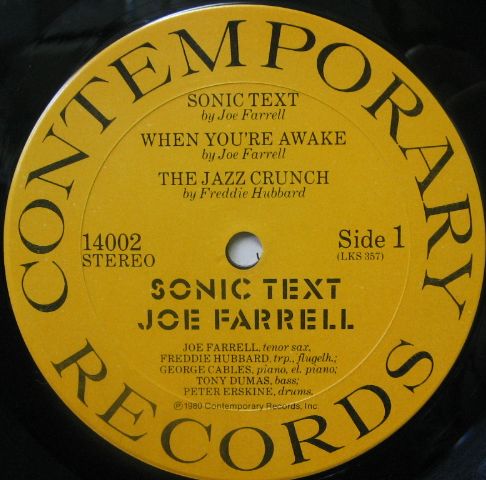 CONTEMPORARY
RECORDS
SONIC TEXT
by Joe Farrell
WHEN YOU'RE AWAKE
by Joe Farrell
THE JAZZ CRUNCH
by Freddie Hubbard
14002
STEREO
Side 1
(LKS 357)
SONIC TEXT
JOE FARRELL
JOE FARRELL, tenor sax,
FREDDIE HUBBARD, trp., flugelh.;
GEORGE CABLES, piano, el. piano;
TONY DUMAS, bass;
PETER ERSKINE, drums.
℗ 1980 Contemporary Records, Inc